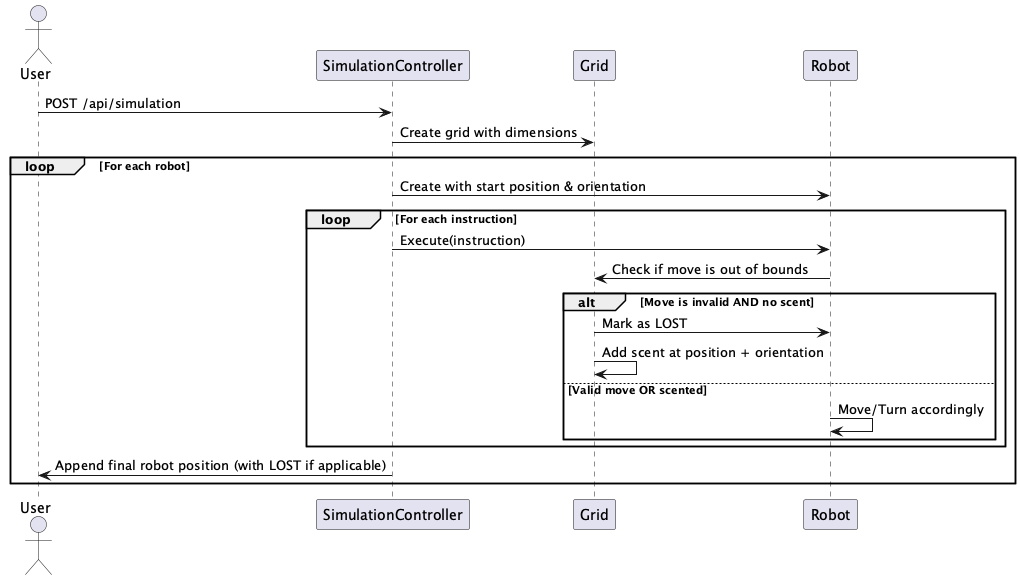 User
SimulationController
Grid
Robot
POST /api/simulation
Create grid with dimensions
loop [For each robot]
Create with start position & orientation
loop [For each instruction]
Execute(instruction)
Check if move is out of bounds
alt [Move is invalid AND no scent]
Mark as LOST
Add scent at position + orientation
[Valid move OR scented]
Move/Turn accordingly
Append final robot position (with LOST if applicable)
User
SimulationController
Grid
Robot